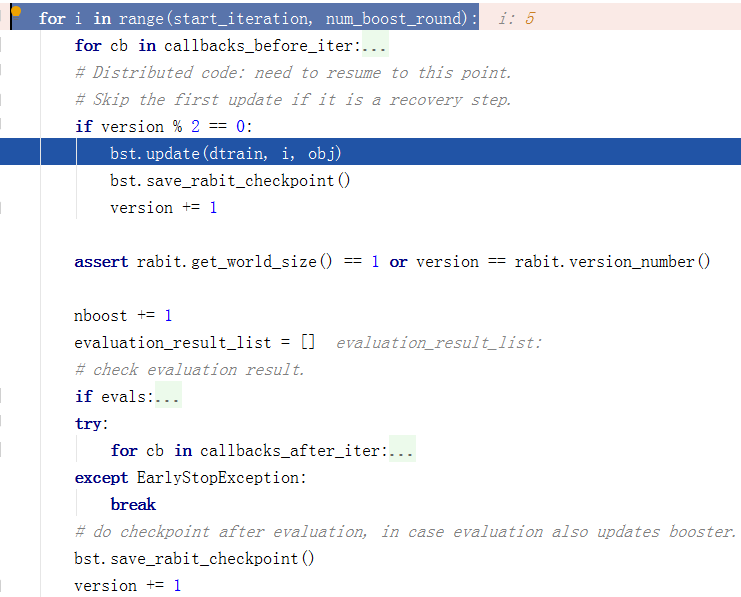 for i in range(start_iteration, num_boost_round):  i: 5
    for cb in callbacks_before_iter:...
    # Distributed code: need to resume to this point.
    # Skip the first update if it is a recovery step.
    if version % 2 == 0:
        bst.update(dtrain, i, obj)
        bst.save_rabit_checkpoint()
        version += 1
    assert rabit.get_world_size() == 1 or version == rabit.version_number()
    nboost += 1
    evaluation_result_list = []  evaluation_result_list:
    # check evaluation result.
    if evals:...
    try:
        for cb in callbacks_after_iter:...
    except EarlyStopException:
        break
    # do checkpoint after evaluation, in case evaluation also updates booster.
    bst.save_rabit_checkpoint()
    version += 1